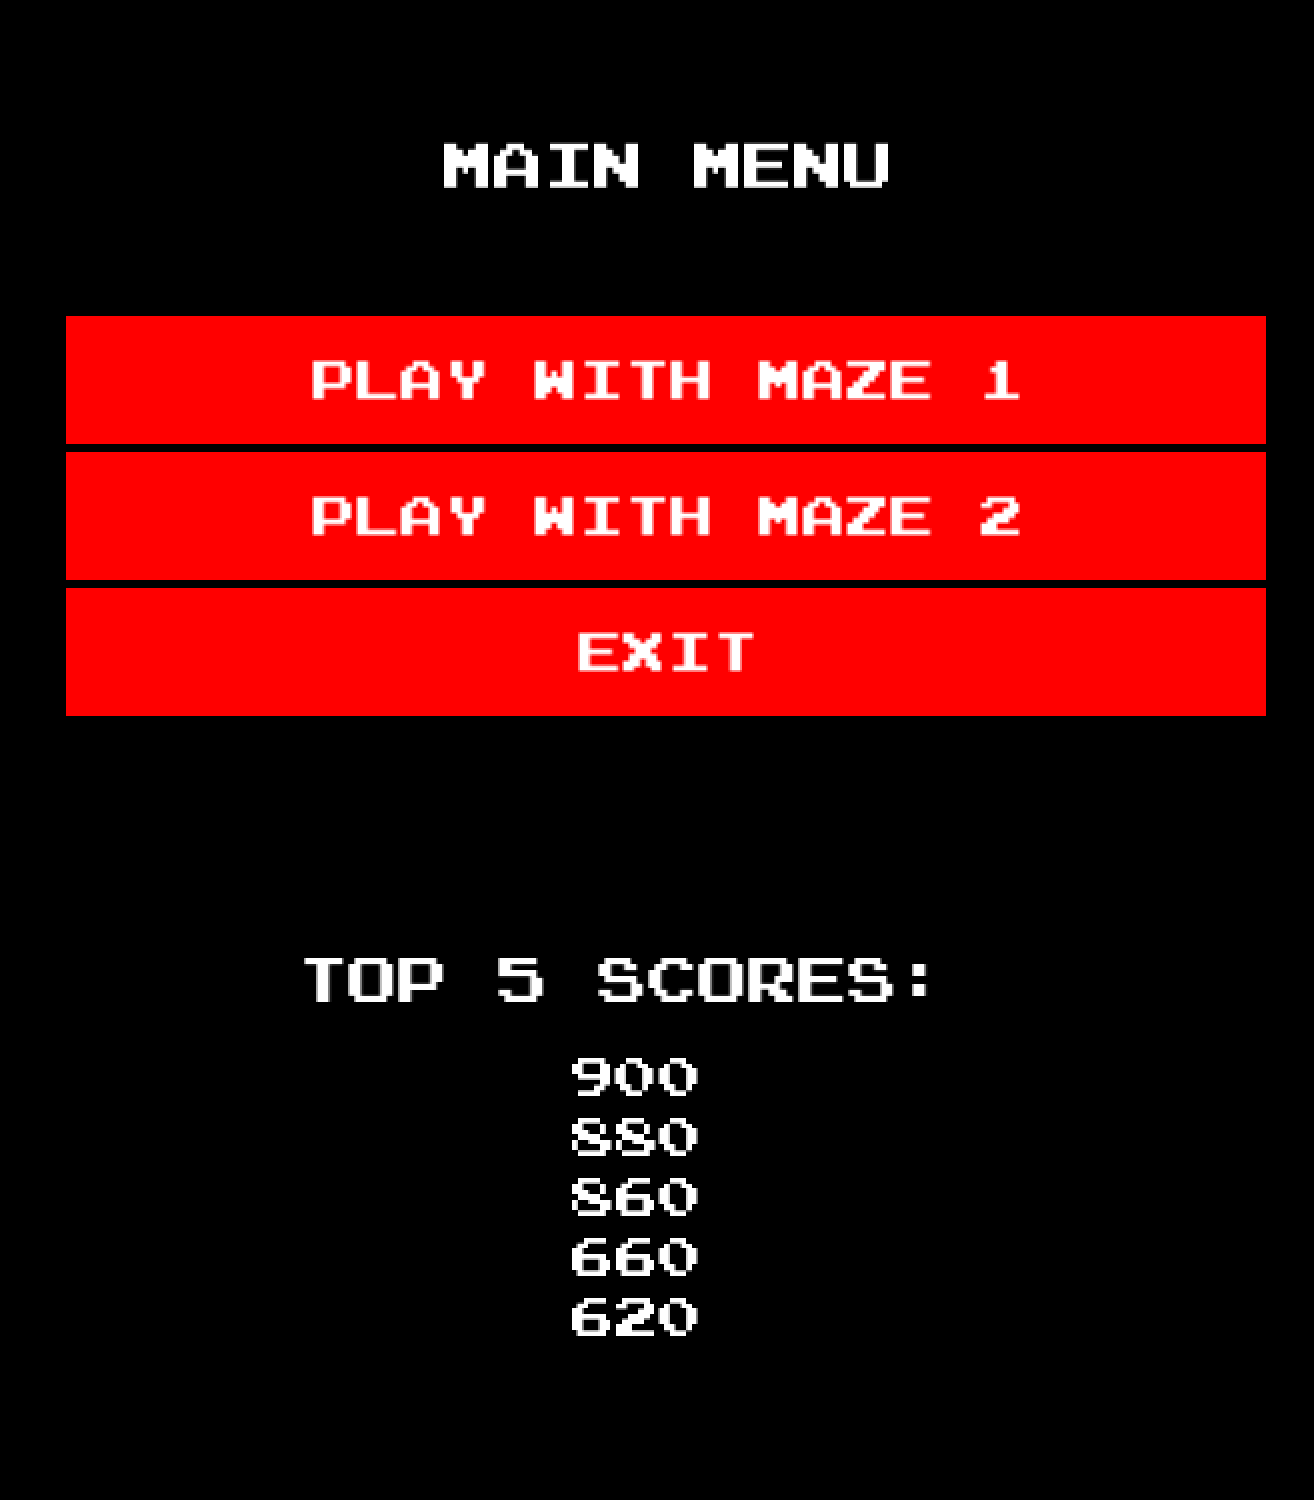 MAIN MENU
PLAY WITH MAZE 1
PLAY WITH MAZE 2
EXIT
TOP 5 SCORES:
900
880
860
660
620